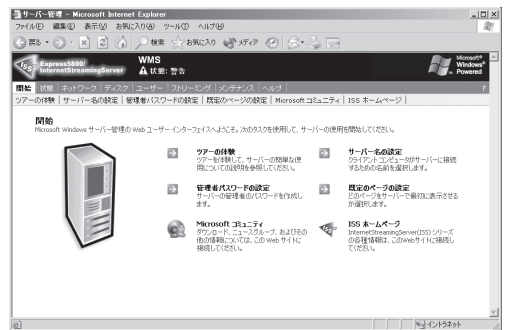 サーバー管理 - Microsoft Internet Explorer
ファイル(F) 編集(E) 表示(V) お気に入り(A) ツール(T) ヘルプ(H)
戻る 検索 お気に入り メディア
Express5800/
InternetStreamingServer
WMS
状態: 警告
Microsoft®
Windows®
Powered
開始 状態 ネットワーク ディスク ユーザー ストリーミング メンテナンス ヘルプ ?
ツアーの体験 | サーバー名の設定 | 管理者パスワードの設定 | 既定のページの設定 | Microsoft コミュニティ | ISS ホームページ |
開始
Microsoft Windows サーバー管理の Web ユーザー インターフェイスへようこそ。次のタスクを使用して、サーバーの使用を開始してください。
ツアーの体験
ツアーを体験して、サーバーの簡単な使
用についての説明を参照してください。
サーバー名の設定
クライアント コンピュータがサーバーに接続
するための名前を選択します。
管理者パスワードの設定
サーバーの管理者のパスワードを作成し
ます。
既定のページの設定
どのページをサーバーで最初に表示させる
か選択します。
Microsoft コミュニティ
ダウンロード、ニュースグループ、およびその
他の情報については、この Web サイトに
接続してください。
ISS ホームページ
InternetStreamingServer(ISS) シリーズ
の各種情報は、このWebサイトに接続し
てください。
イントラネット